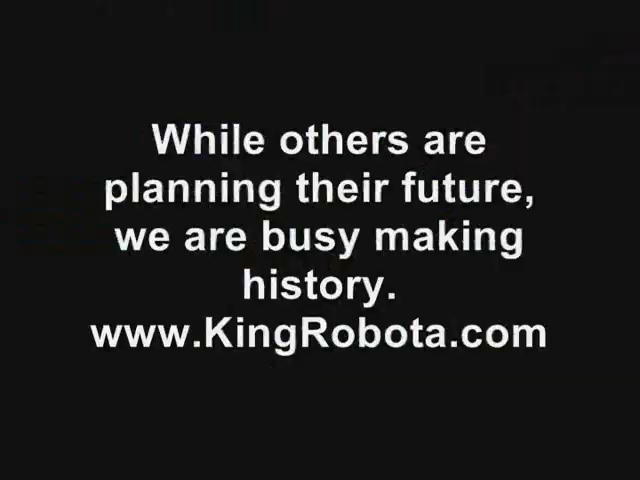 While others are
planning their future,
we are busy making
history.
www.KingRobota.com